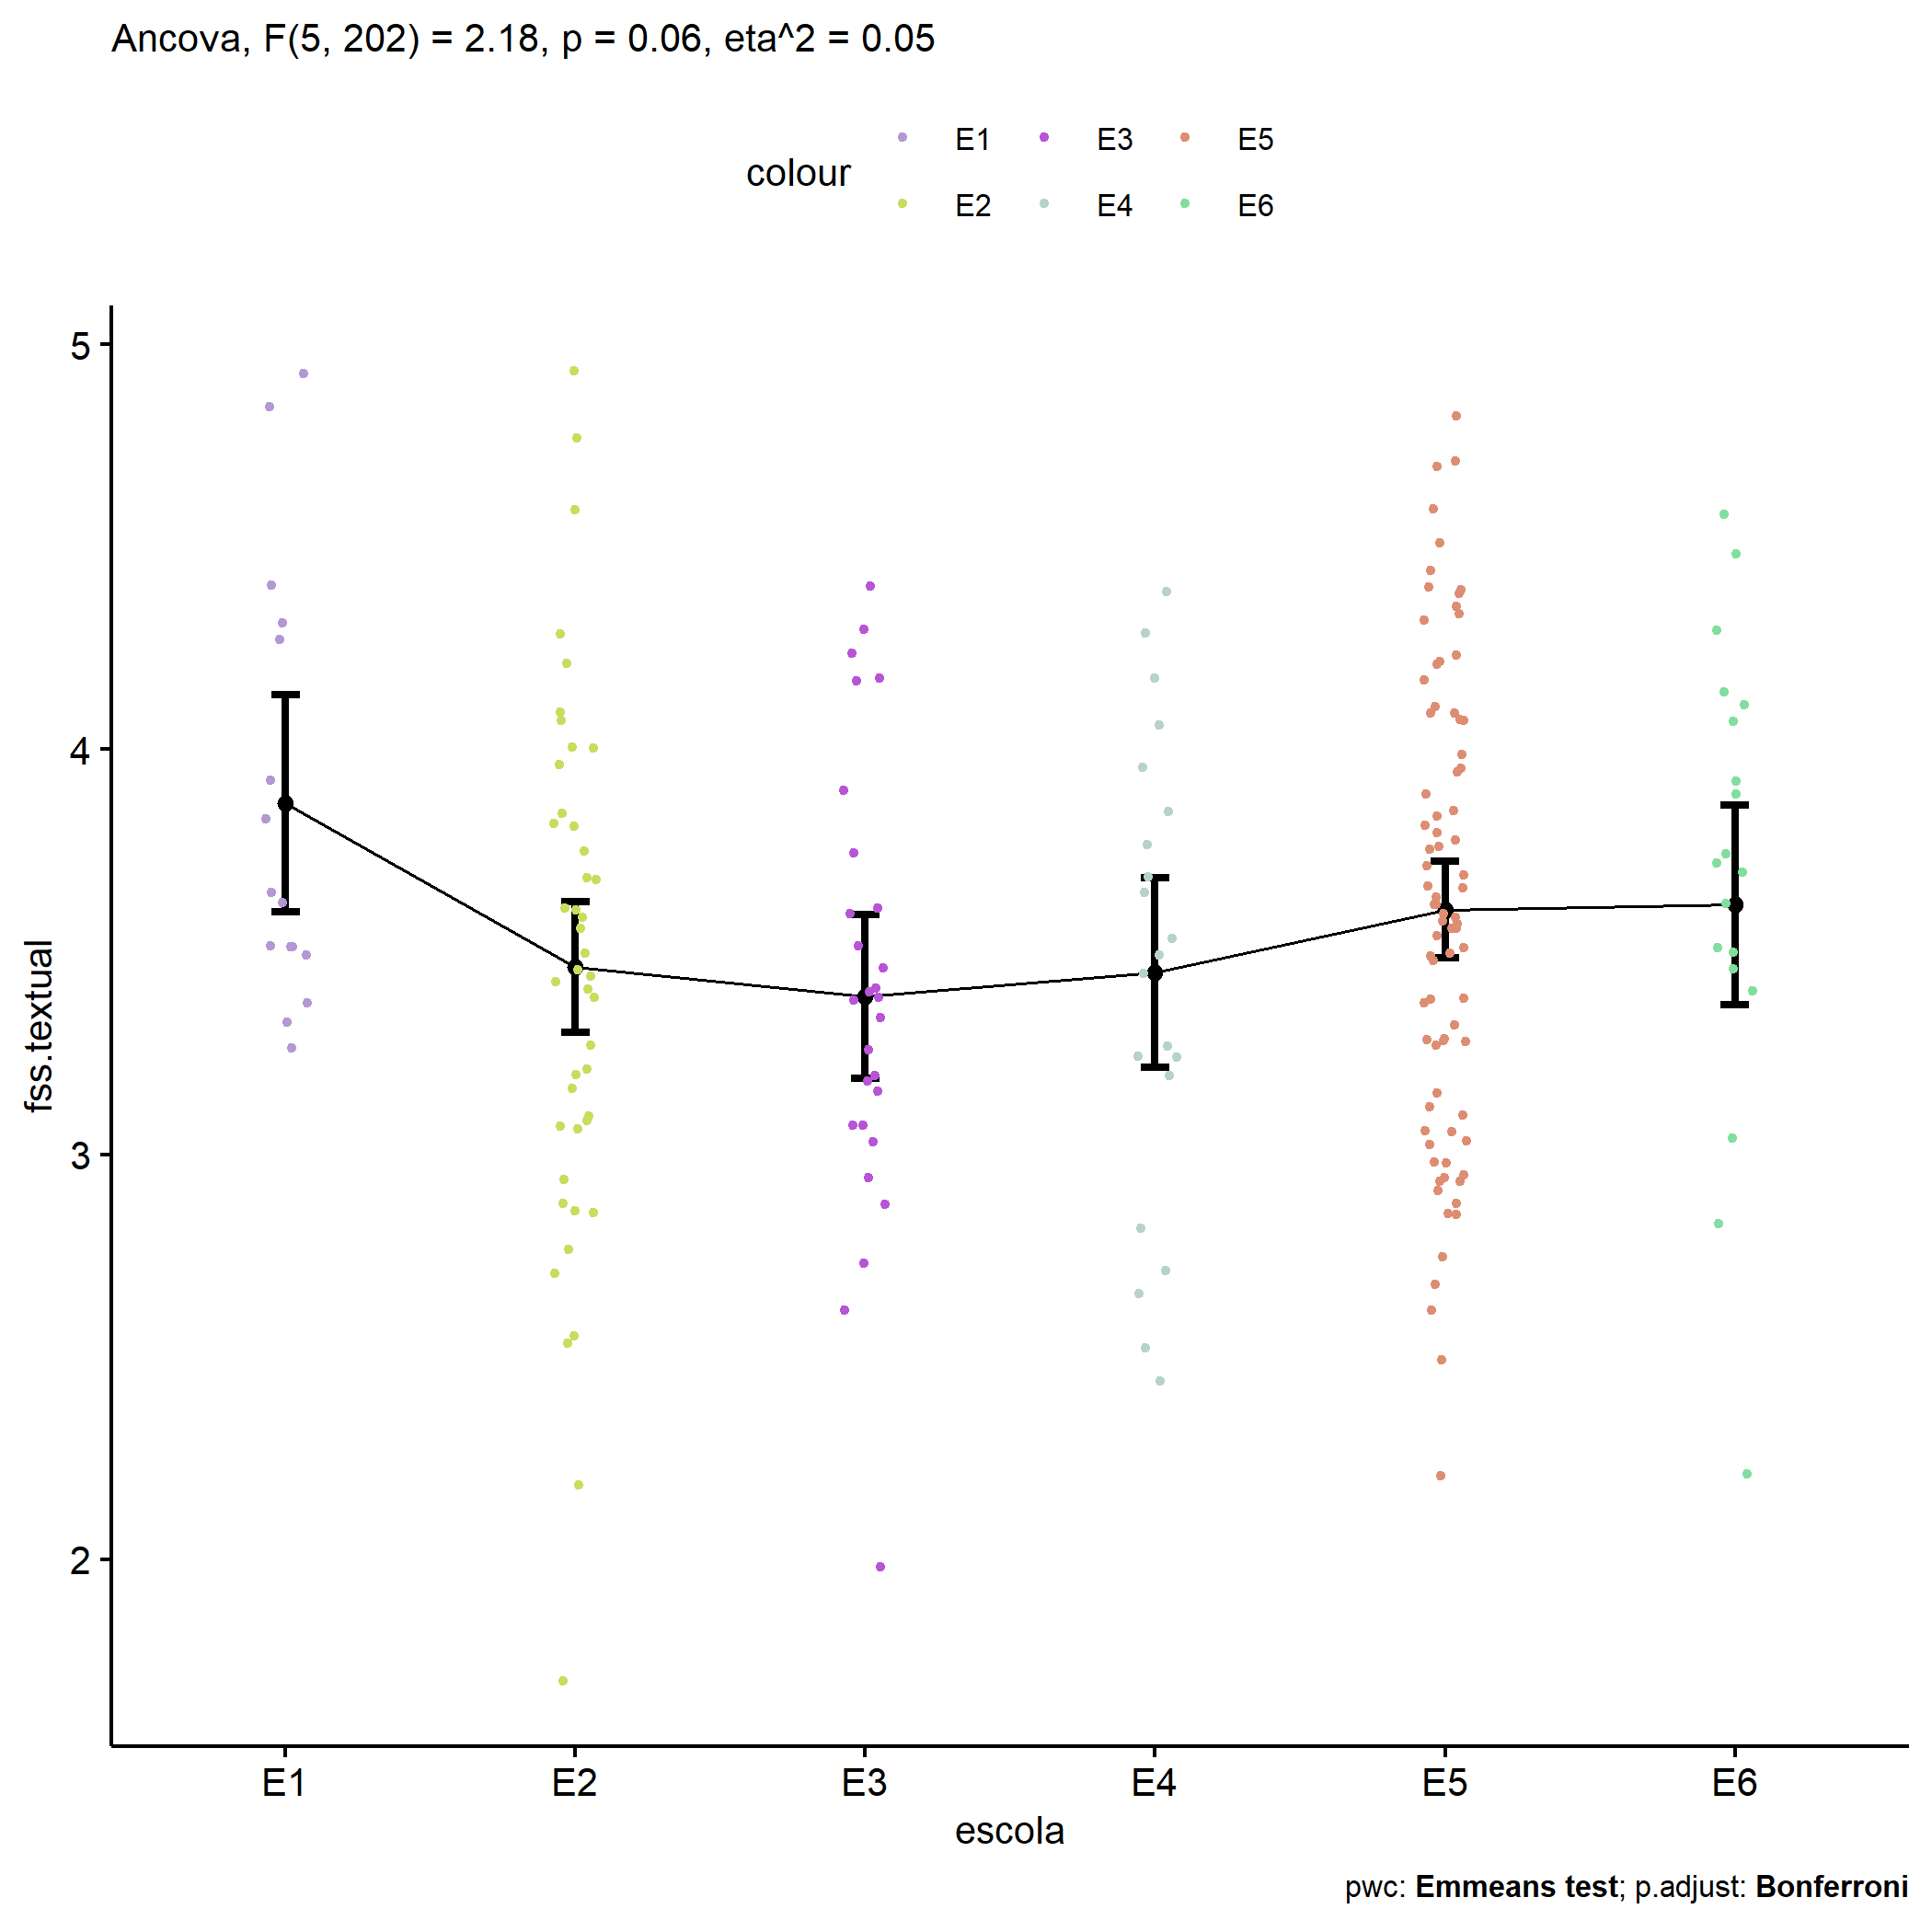 Ancova, F(5, 202) = 2.18, p = 0.06, eta^2 = 0.05
colour
E1 E3 E5
E2 E4 E6
fss.textual
5
4
3
2
E1 E2 E3 E4 E5 E6
escola
pwc: Emmeans test; p.adjust: Bonferroni